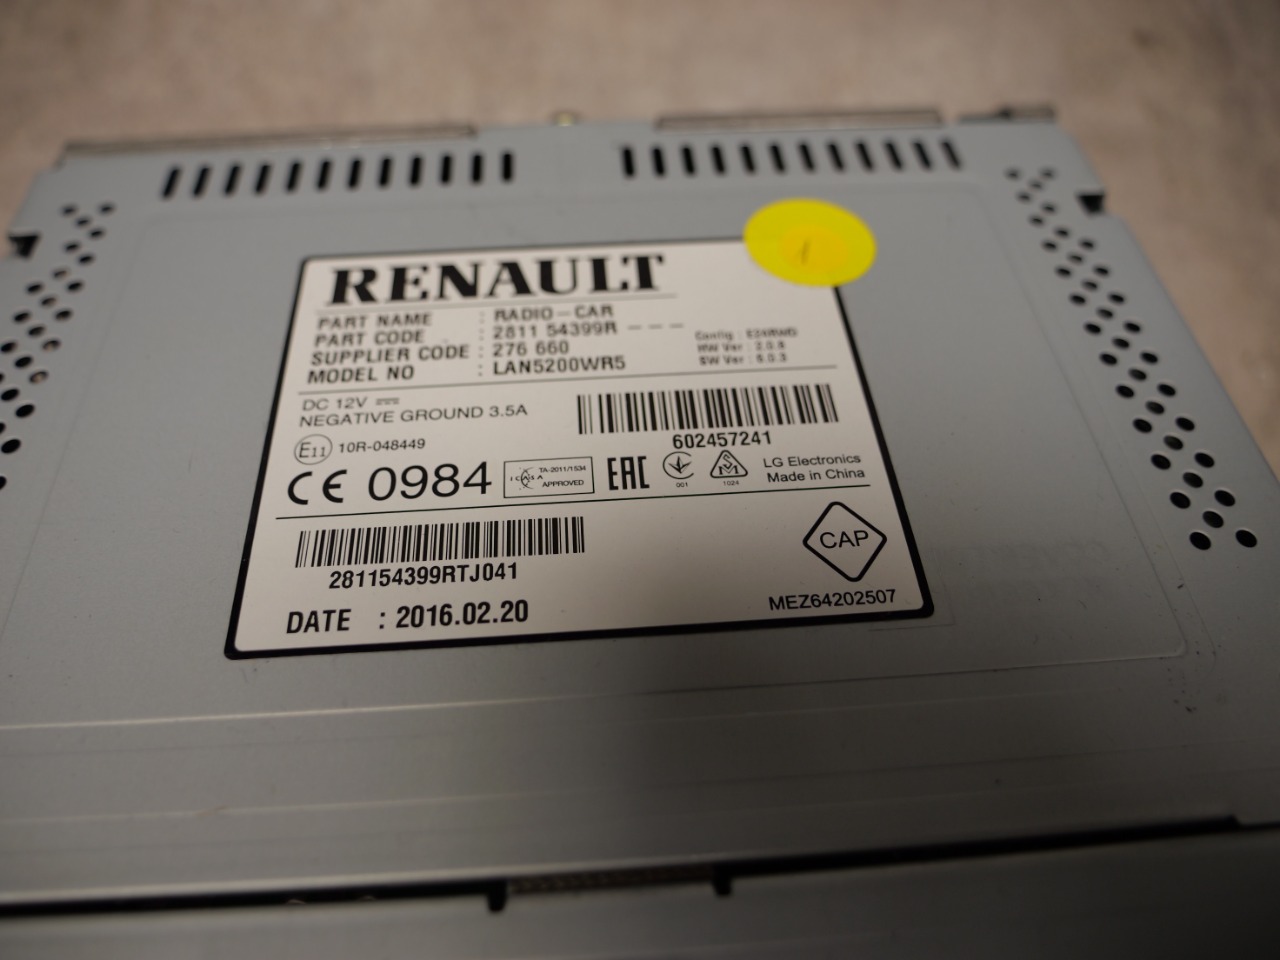 RENAULT
PART NAME : RADIO-CAR
PART CODE : 2811 54399R - - -
SUPPLIER CODE : 276 660
MODEL NO : LAN5200WR5
Config :
HW Ver : 2.0.8
SW Ver : 5.0.3
DC 12V
NEGATIVE GROUND 3.5A
602457241
E11 10R-048449
CE 0984
ICASA TA-2011/1534
APPROVED
EAC
001
1024
LG Electronics
Made in China
281154399RTJ041
CAP
DATE : 2016.02.20
MEZ64202507
1